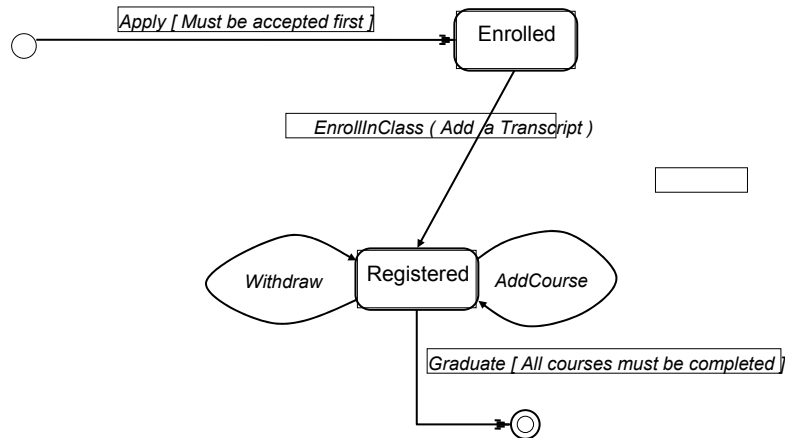 Apply [ Must be accepted first ]
Enrolled
EnrollInClass ( Add a Transcript )
Registered
Withdraw
AddCourse
Graduate [ All courses must be completed ]